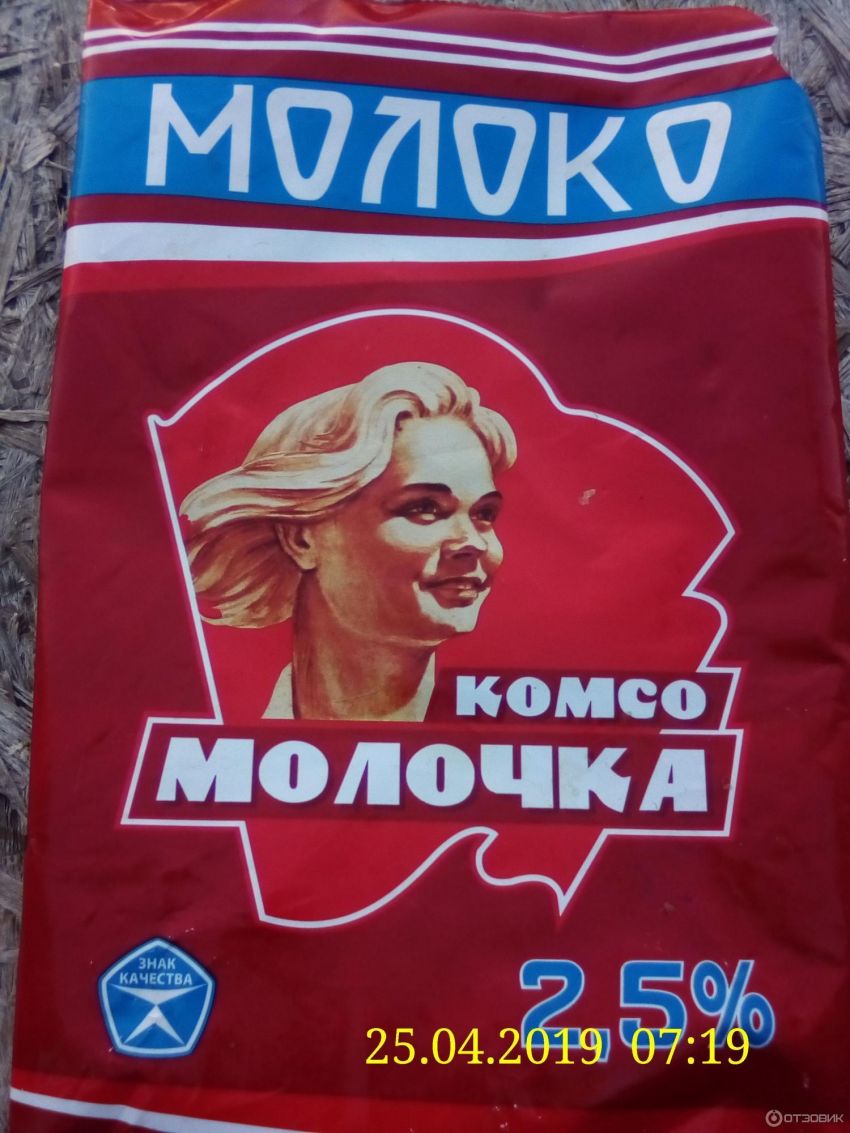 МОЛОКО
КОМСО
МОЛОЧКА
ЗНАК
КАЧЕСТВА
2,5%
25.04.2019 07:19
ОТЗОВИК